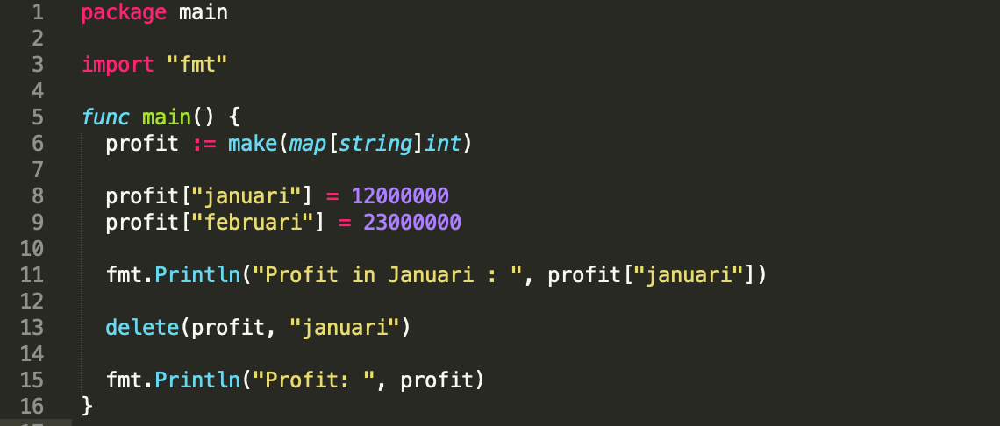 1 package main
2
3 import "fmt"
4
5 func main() {
6 profit := make(map[string]int)
7
8 profit["januari"] = 12000000
9 profit["februari"] = 23000000
10
11 fmt.Println("Profit in Januari : ", profit["januari"])
12
13 delete(profit, "januari")
14
15 fmt.Println("Profit: ", profit)
16 }